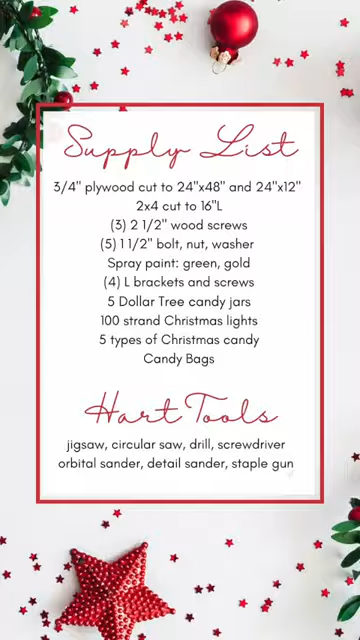 Supply List
3/4" plywood cut to 24"x48" and 24"x12"
2x4 cut to 16"L
(3) 2 1/2" wood screws
(5) 1 1/2" bolt, nut, washer
Spray paint: green, gold
(4) L brackets and screws
5 Dollar Tree candy jars
100 strand Christmas lights
5 types of Christmas candy
Candy Bags
Hart Tools
jigsaw, circular saw, drill, screwdriver
orbital sander, detail sander, staple gun